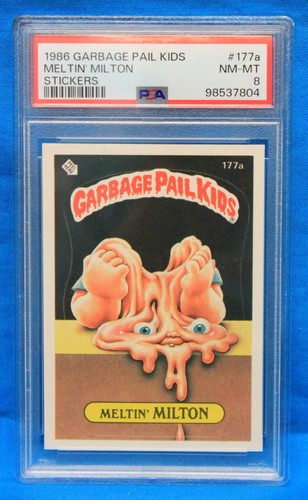 1986 GARBAGE PAIL KIDS #177a
MELTIN' MILTON NM-MT
STICKERS 8
PSA 98537804
177a
GARBAGE PAIL KIDS
MELTIN' MILTON